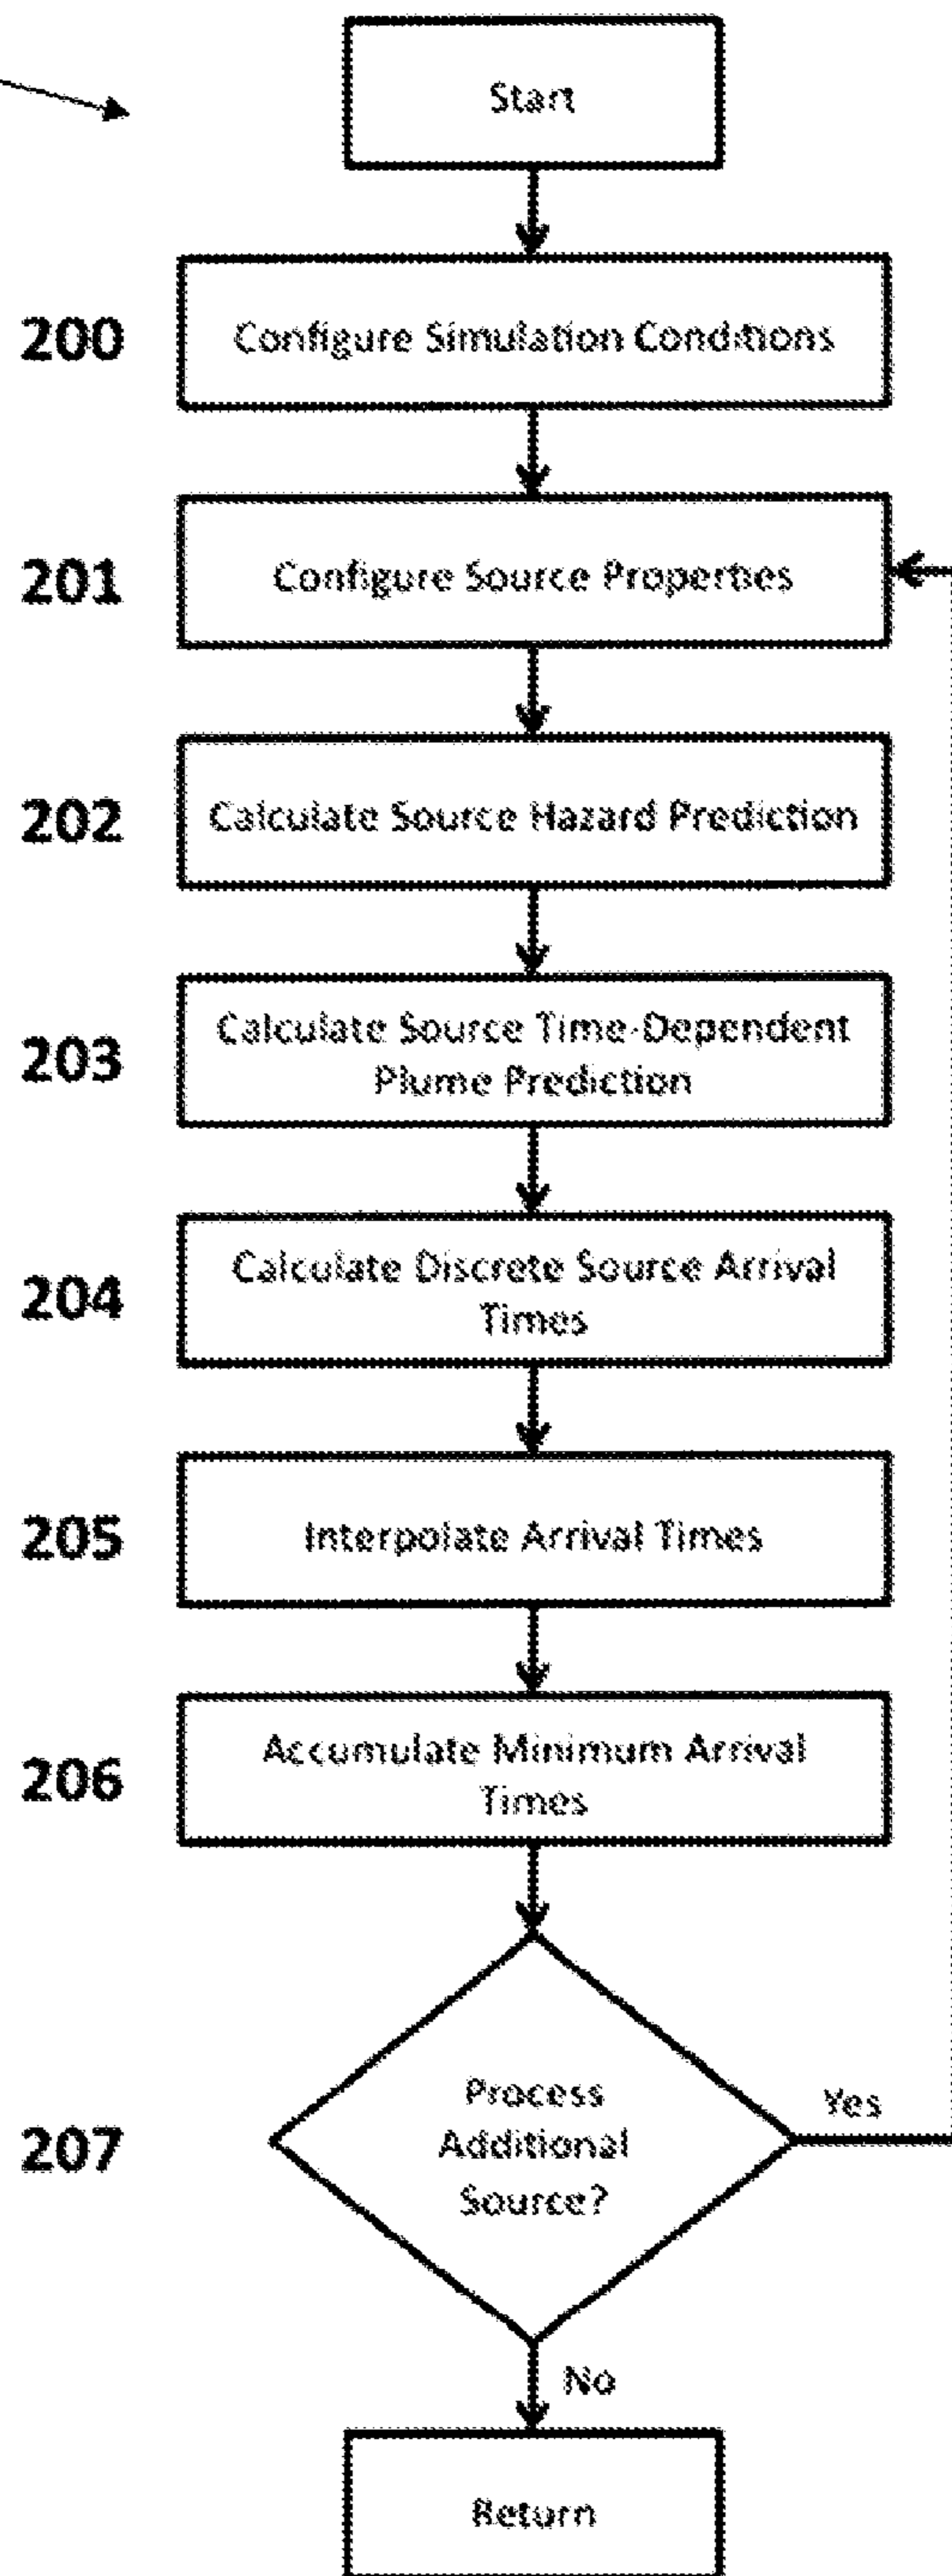 Start
200
Configure Simulation Conditions
201
Configure Source Properties
202
Calculate Source Hazard Prediction
203
Calculate Source Time-Dependent
Plume Prediction
204
Calculate Discrete Source Arrival
Times
205
Interpolate Arrival Times
206
Accumulate Minimum Arrival
Times
207
Process
Additional
Source?
Yes
No
Return